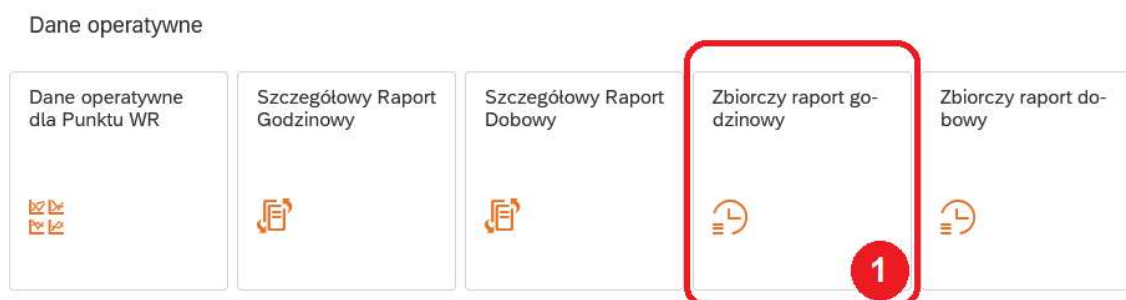 Dane operatywne
Dane operatywne
dla Punktu WR
Szczegółowy Raport
Godzinowy
Szczegółowy Raport
Dobowy
Zbiorczy raport go-
dzinowy
Zbiorczy raport do-
bowy
1